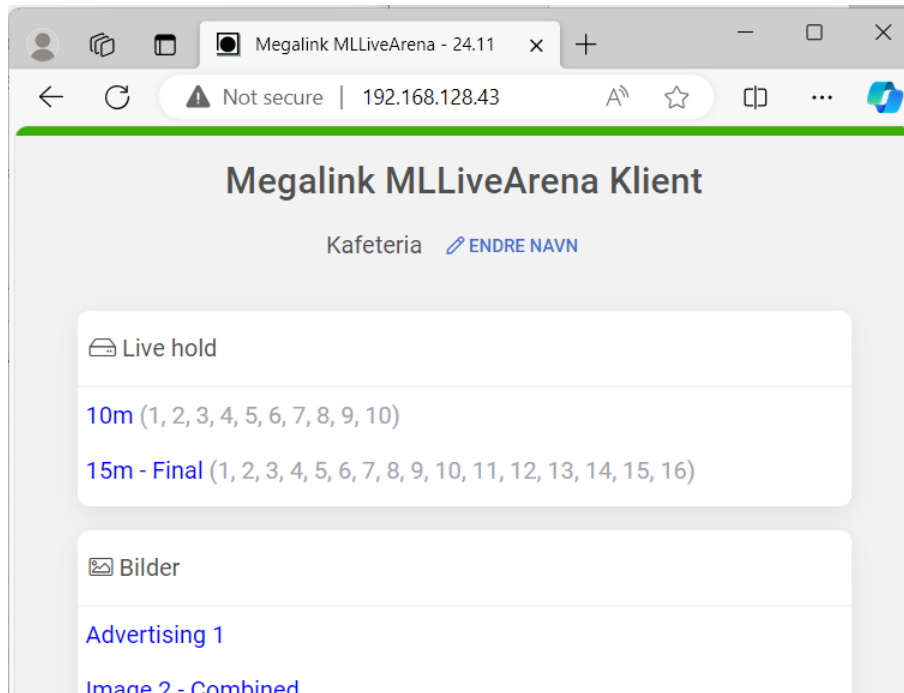 Megalink MLLiveArena - 24.11
Not secure | 192.168.128.43
Megalink MLLiveArena Klient
Kafeteria ENDRE NAVN
Live hold
10m (1, 2, 3, 4, 5, 6, 7, 8, 9, 10)
15m - Final (1, 2, 3, 4, 5, 6, 7, 8, 9, 10, 11, 12, 13, 14, 15, 16)
Bilder
Advertising 1
Image 2 - Combined